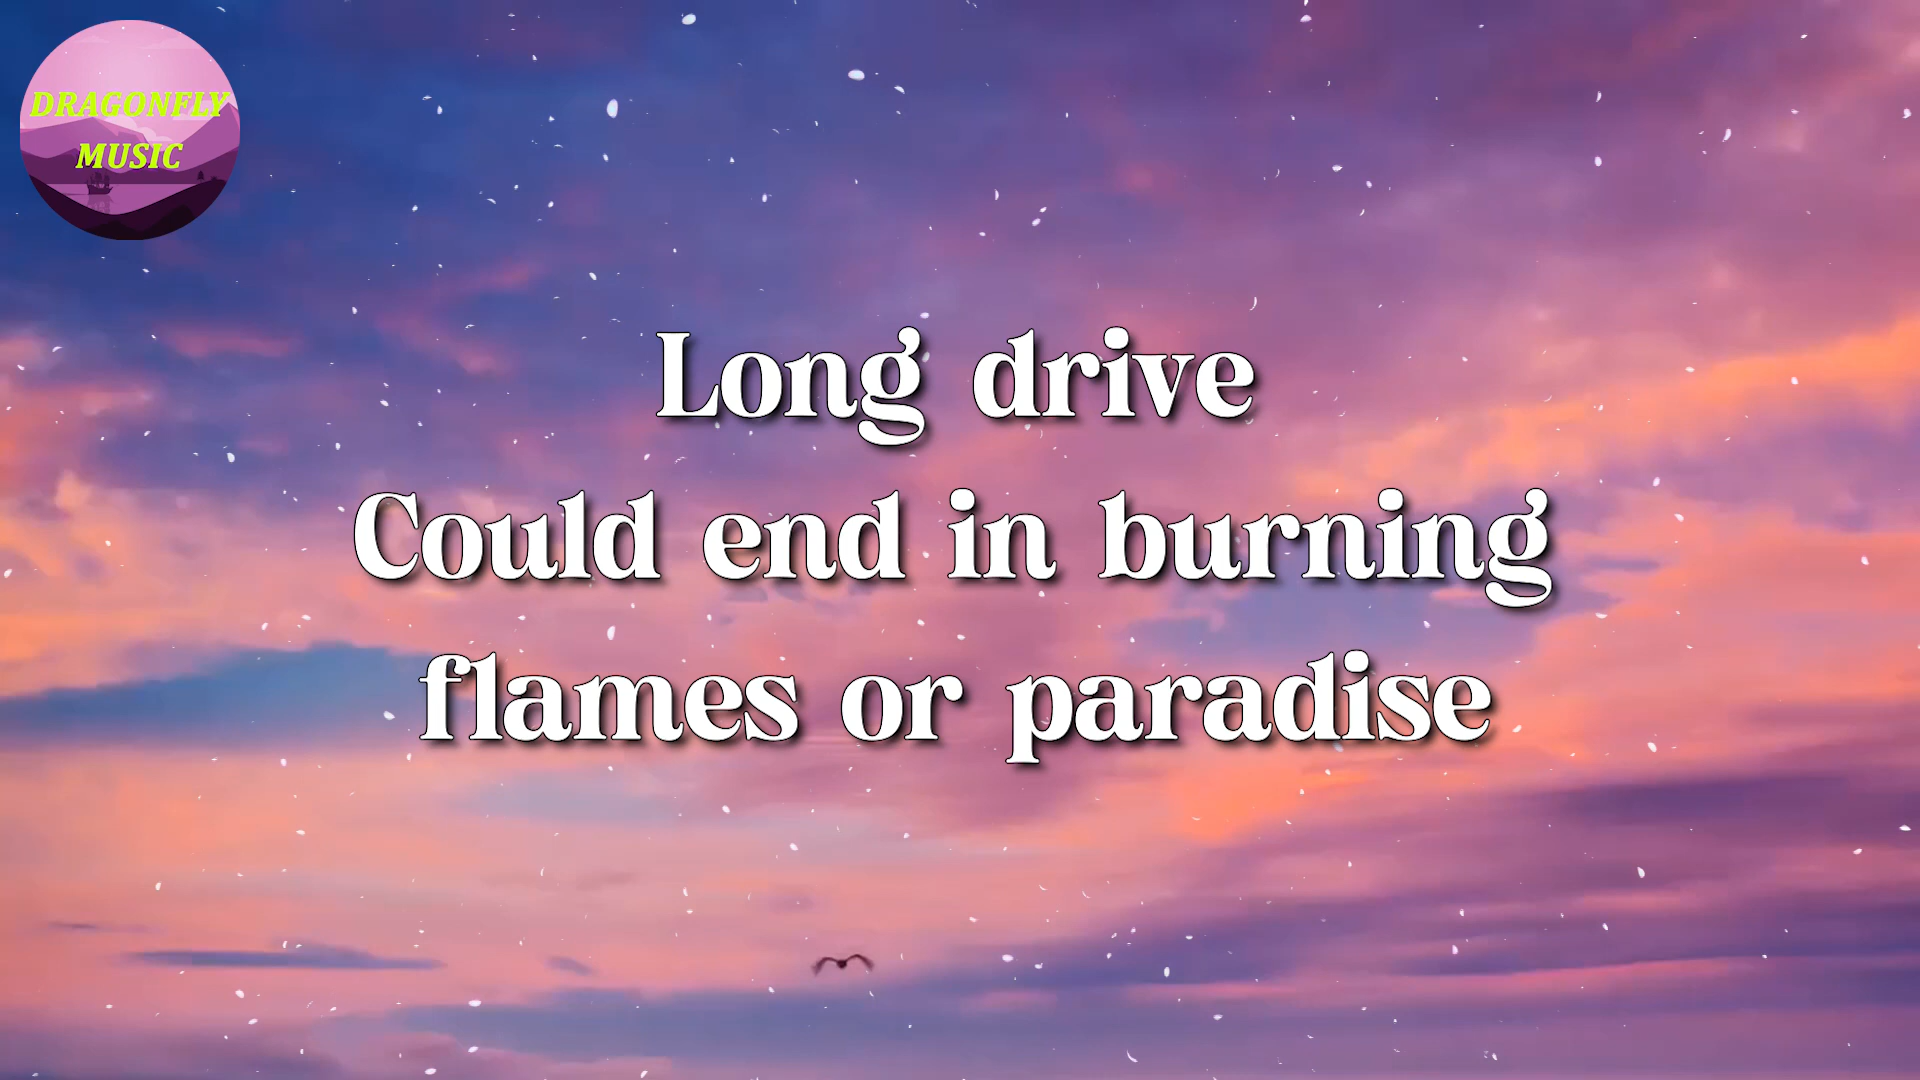 DRAGONFLY
MUSIC
Long drive
Could end in burning
flames or paradise